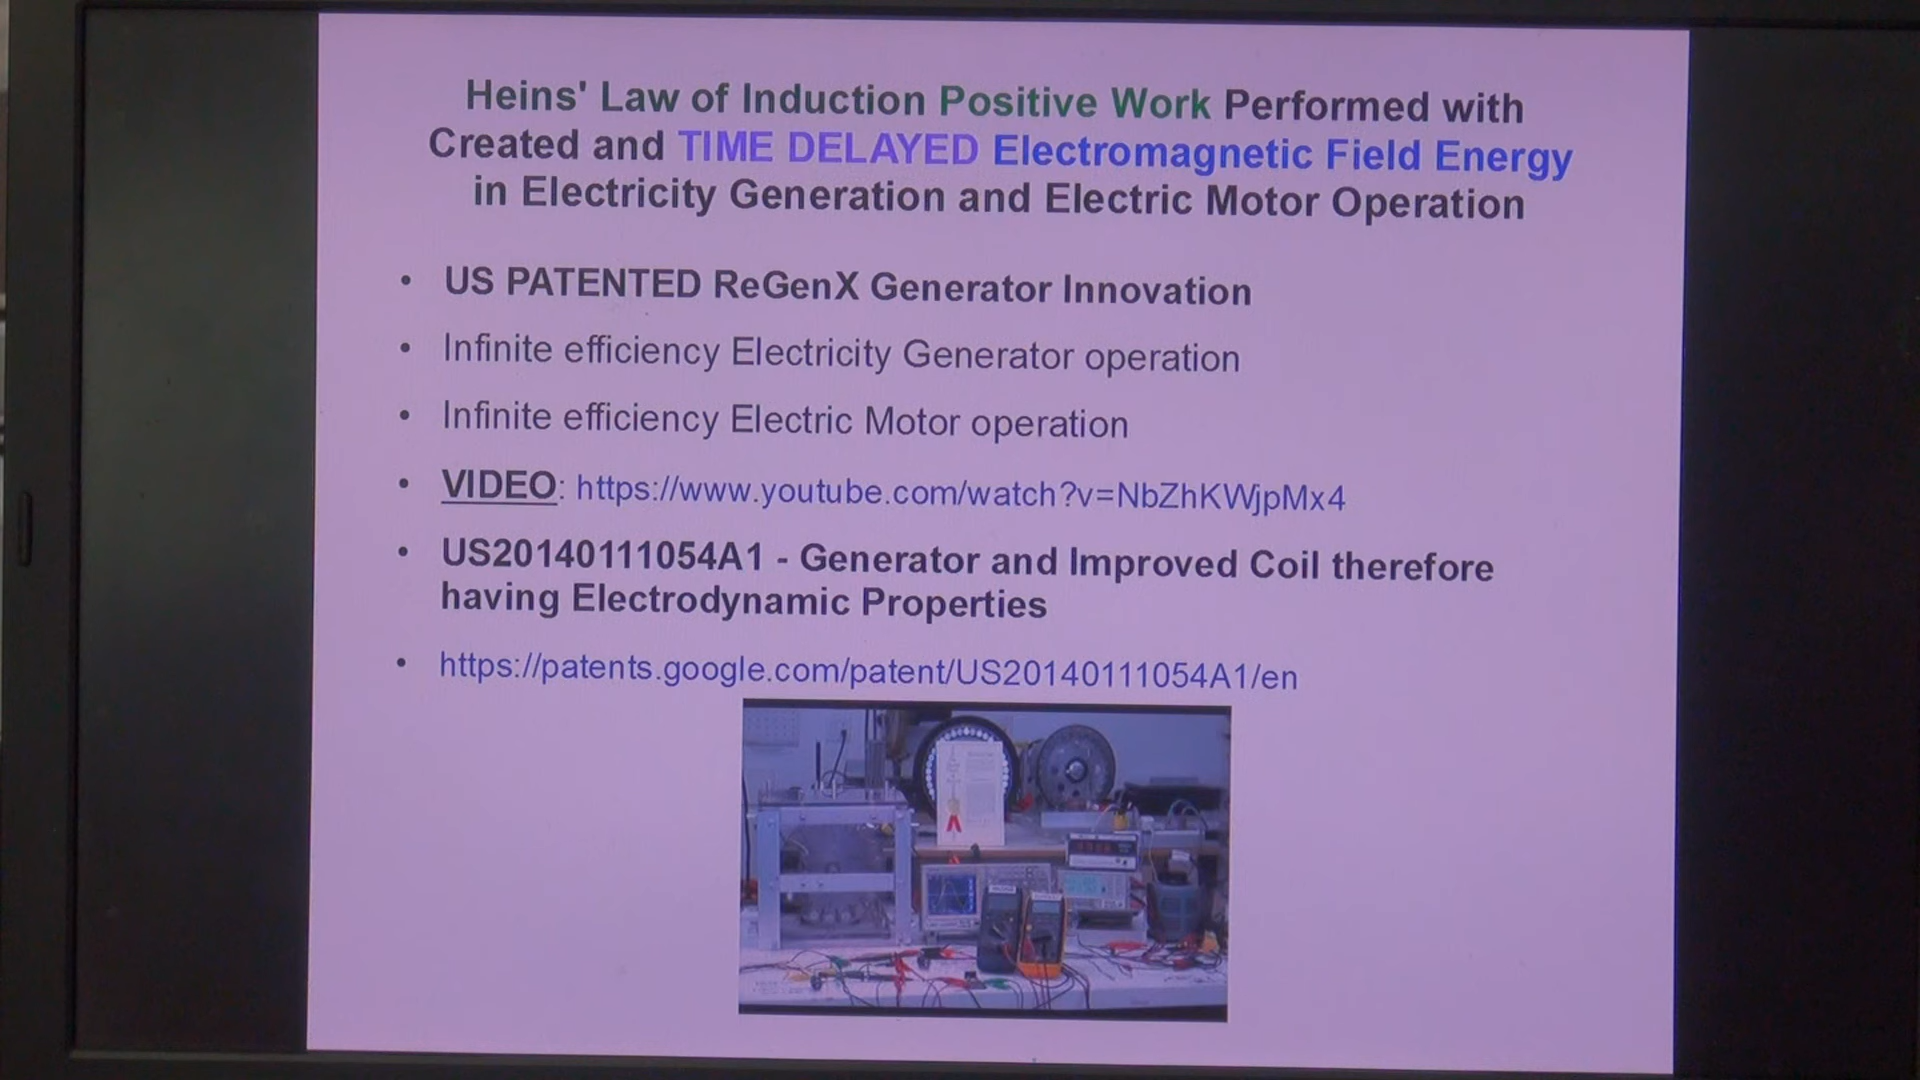 Heins' Law of Induction Positive Work Performed with
Created and TIME DELAYED Electromagnetic Field Energy
in Electricity Generation and Electric Motor Operation
• US PATENTED ReGenX Generator Innovation
• Infinite efficiency Electricity Generator operation
• Infinite efficiency Electric Motor operation
• VIDEO: https://www.youtube.com/watch?v=NbZhKWjpMx4
• US20140111054A1 - Generator and Improved Coil therefore
having Electrodynamic Properties
• https://patents.google.com/patent/US20140111054A1/en